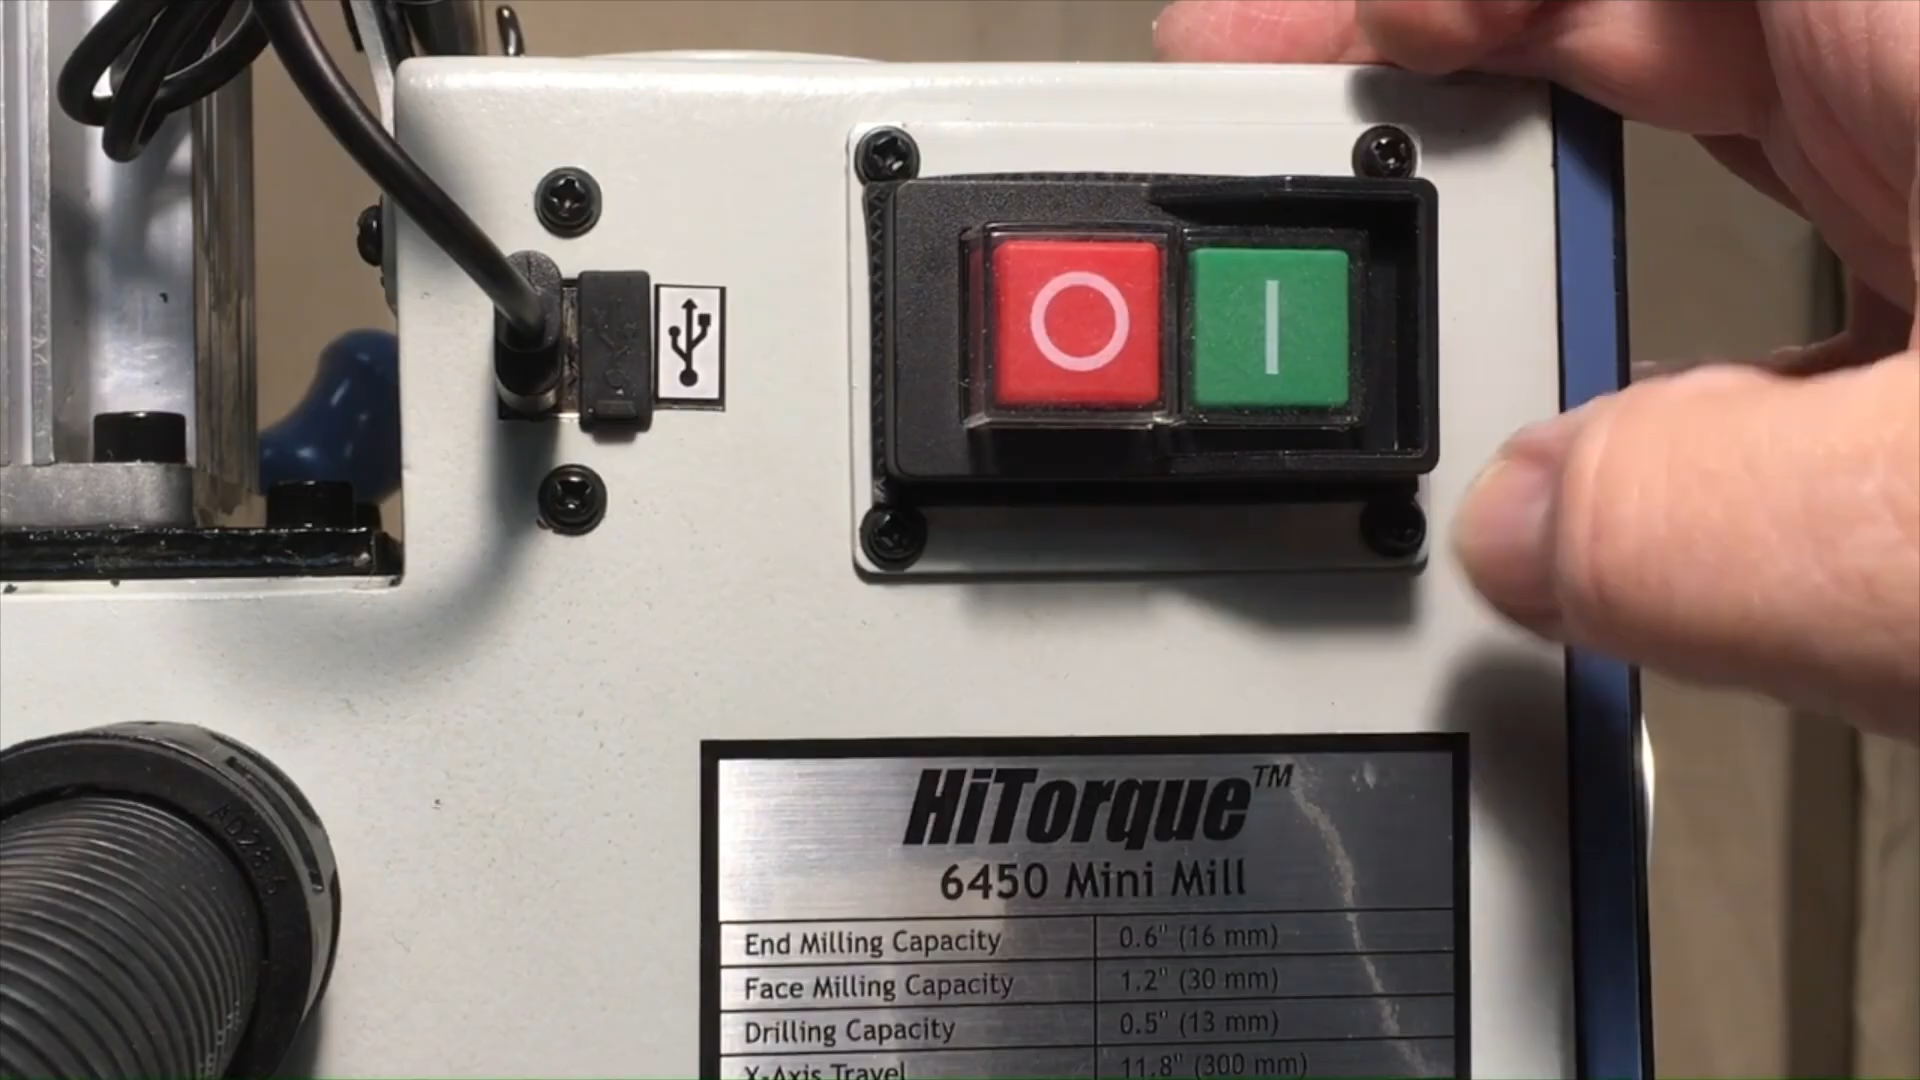 O I
HiTorque™
6450 Mini Mill
End Milling Capacity 0.6" (16 mm)
Face Milling Capacity 1.2" (30 mm)
Drilling Capacity 0.5" (13 mm)
X-Axis Travel 11.8" (300 mm)